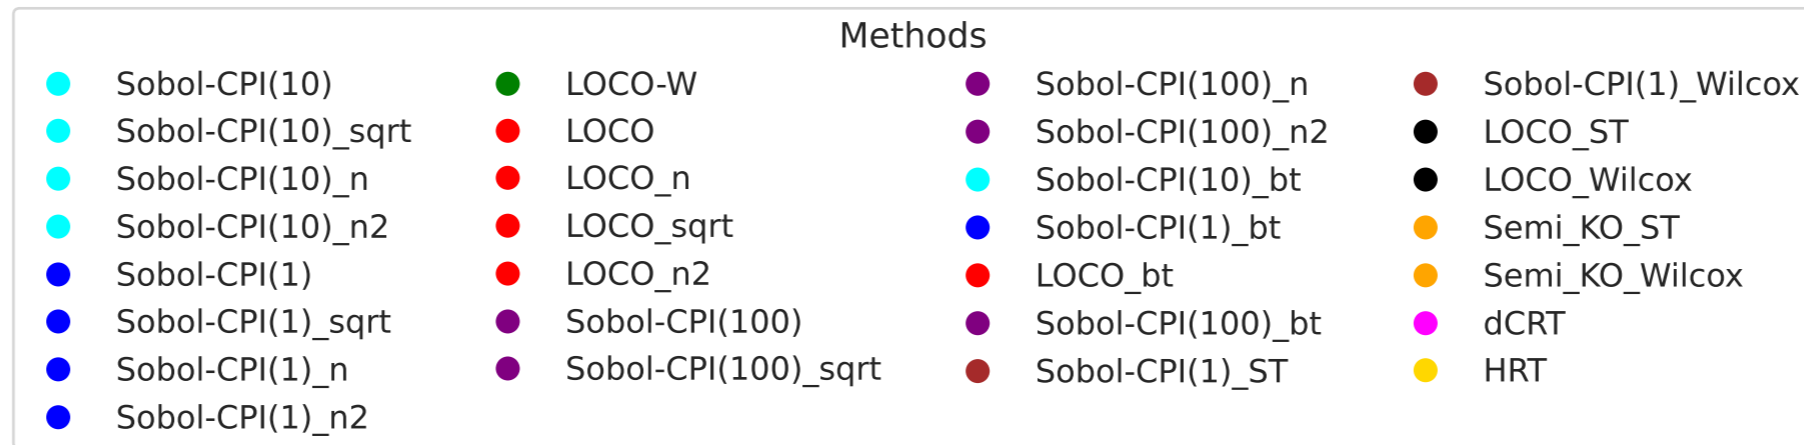 Methods
Sobol-CPI(10)
Sobol-CPI(10)_sqrt
Sobol-CPI(10)_n
Sobol-CPI(10)_n2
Sobol-CPI(1)
Sobol-CPI(1)_sqrt
Sobol-CPI(1)_n
Sobol-CPI(1)_n2
LOCO-W
LOCO
LOCO_n
LOCO_sqrt
LOCO_n2
Sobol-CPI(100)
Sobol-CPI(100)_sqrt
Sobol-CPI(100)_n
Sobol-CPI(100)_n2
Sobol-CPI(10)_bt
Sobol-CPI(1)_bt
LOCO_bt
Sobol-CPI(100)_bt
Sobol-CPI(1)_ST
Sobol-CPI(1)_Wilcox
LOCO_ST
LOCO_Wilcox
Semi_KO_ST
Semi_KO_Wilcox
dCRT
HRT